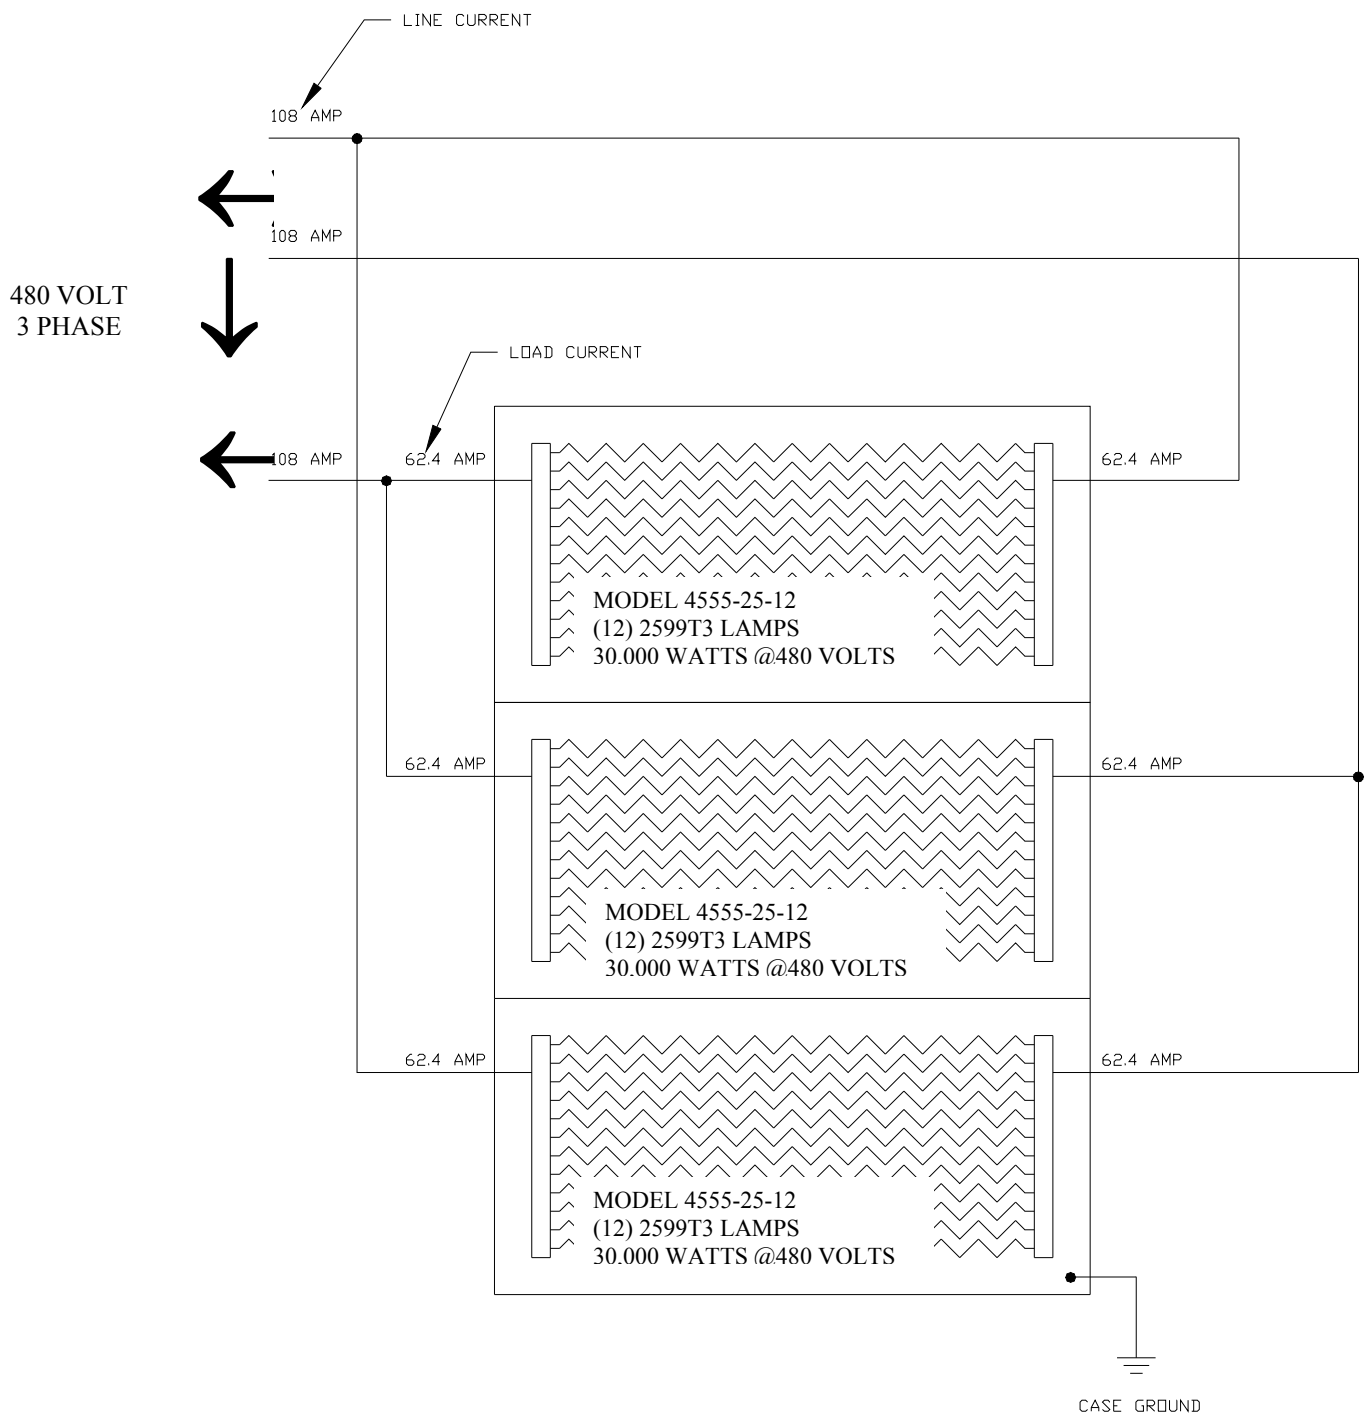 LINE CURRENT
108 AMP
108 AMP
480 VOLT
3 PHASE
LOAD CURRENT
108 AMP
62.4 AMP
62.4 AMP
MODEL 4555-25-12
(12) 2599T3 LAMPS
30,000 WATTS @480 VOLTS
62.4 AMP
62.4 AMP
MODEL 4555-25-12
(12) 2599T3 LAMPS
30,000 WATTS @480 VOLTS
62.4 AMP
62.4 AMP
MODEL 4555-25-12
(12) 2599T3 LAMPS
30,000 WATTS @480 VOLTS
CASE GROUND